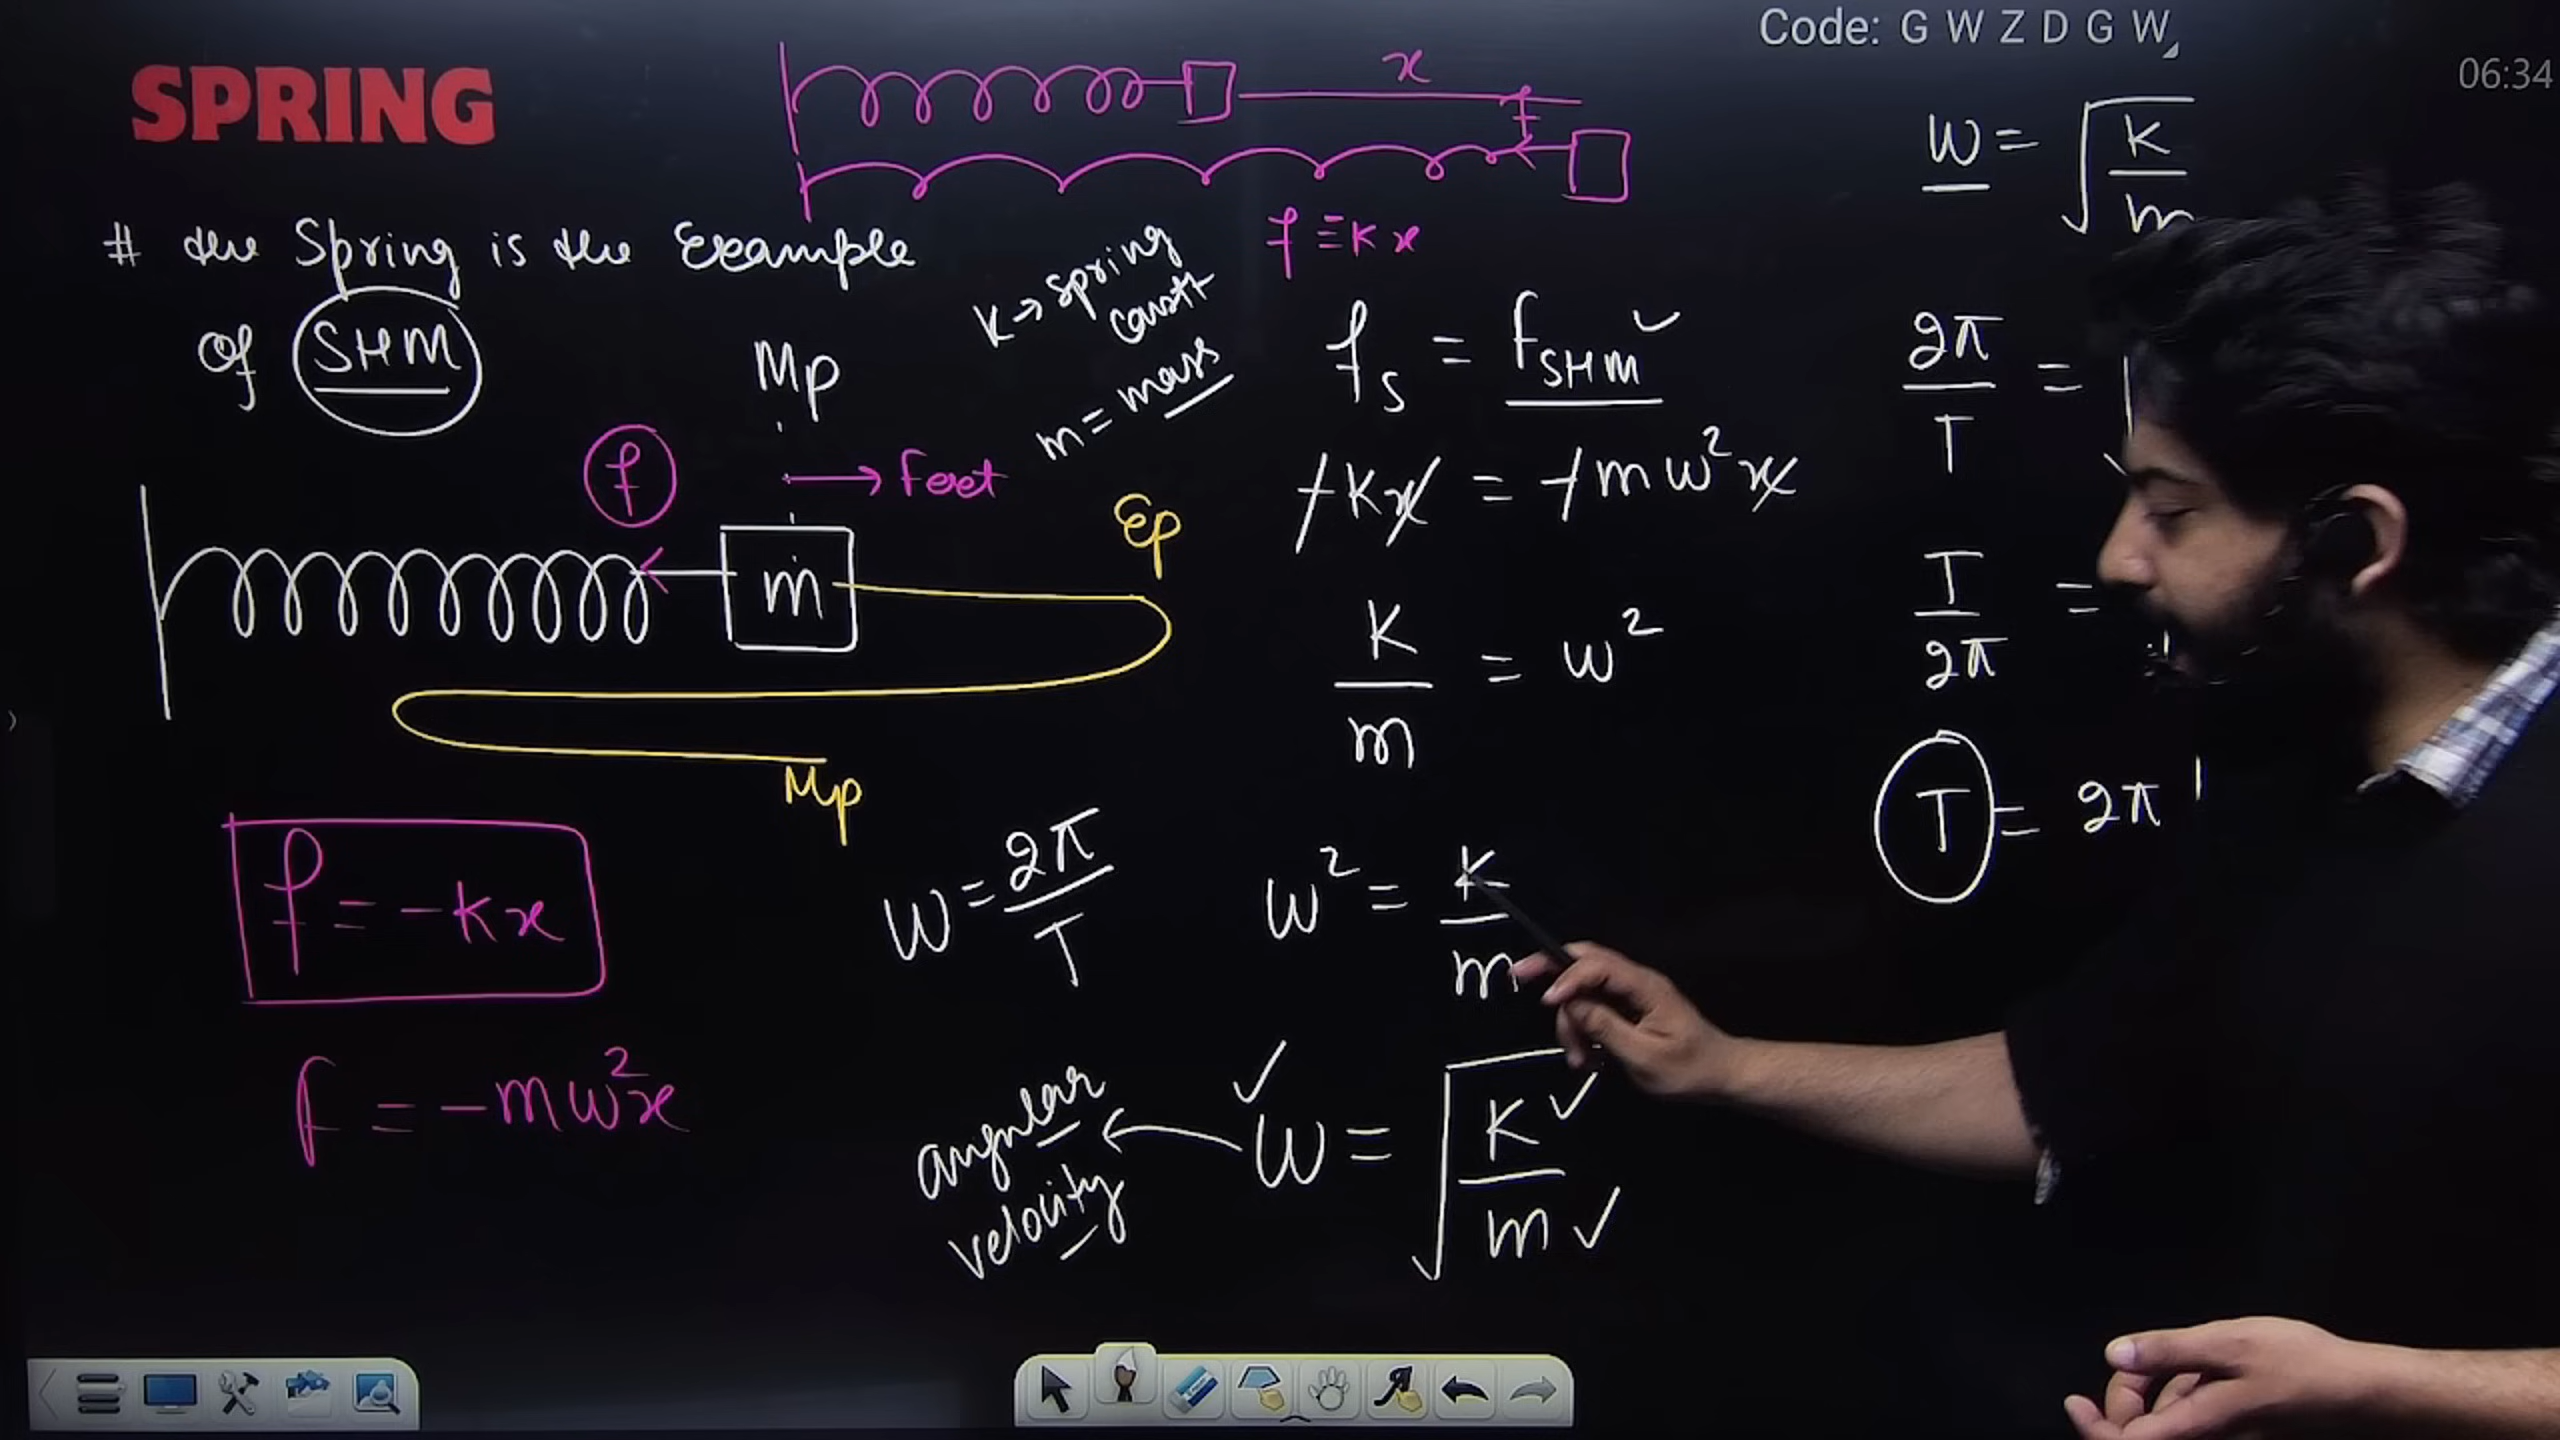 Code: G W Z D G W
06:34
SPRING
x
f
f = kx
# the Spring is the Example
of SHM
K → spring
constt
m = mass
Mp
f
Fext
m
Ep
Mp
f = -kx
F = -mω²x
fs = FSHM ✓
-kx = -mω²x
K/m = ω²
ω = 2π/T
ω² = K/m
✓ ω = √K ✓/m ✓
angular
velocity
ω = √K/m
2π/T =
T/2π =
T = 2π